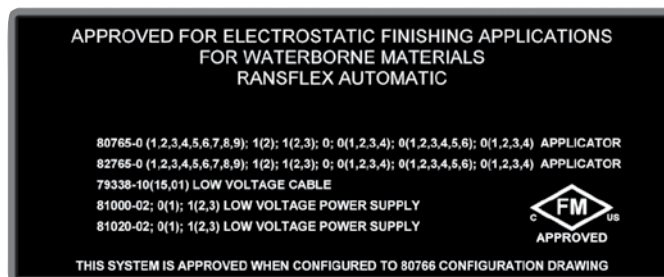 APPROVED FOR ELECTROSTATIC FINISHING APPLICATIONS
FOR WATERBORNE MATERIALS
RANSFLEX AUTOMATIC
80765-0 (1,2,3,4,5,6,7,8,9); 1(2); 1(2,3); 0; 0(1,2,3,4); 0(1,2,3,4,5,6); 0(1,2,3,4) APPLICATOR
82765-0 (1,2,3,4,5,6,7,8,9); 1(2); 1(2,3); 0; 0(1,2,3,4); 0(1,2,3,4,5,6); 0(1,2,3,4) APPLICATOR
79338-10(15,01) LOW VOLTAGE CABLE
81000-02; 0(1); 1(2,3) LOW VOLTAGE POWER SUPPLY
81020-02; 0(1); 1(2,3) LOW VOLTAGE POWER SUPPLY
C FM US
APPROVED
THIS SYSTEM IS APPROVED WHEN CONFIGURED TO 80766 CONFIGURATION DRAWING